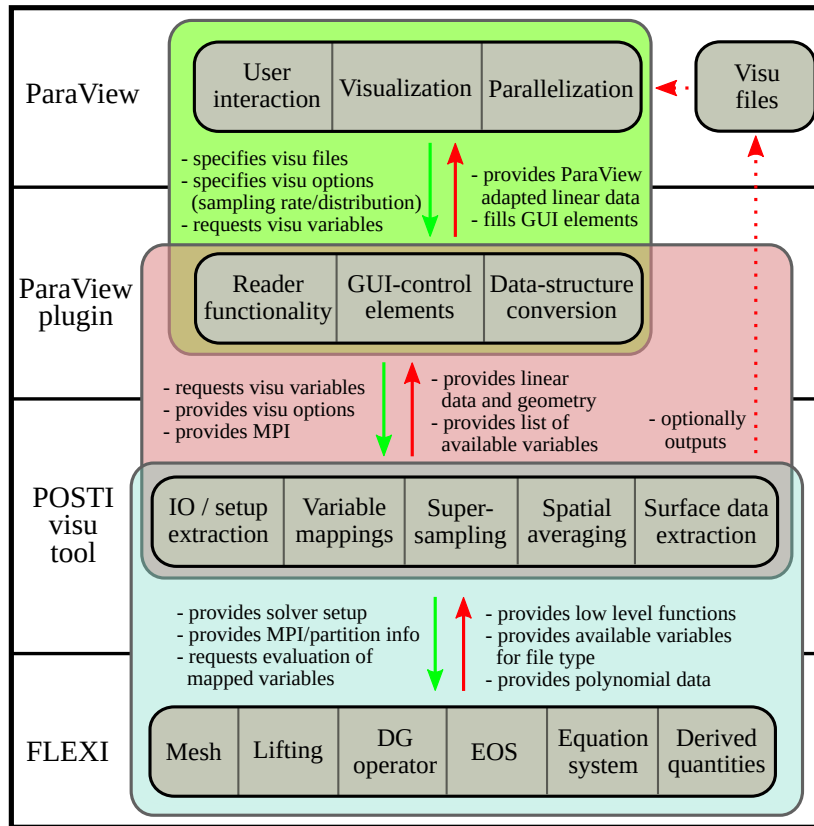 ParaView
User
interaction
Visualization
Parallelization
Visu
files
- specifies visu files
- specifies visu options
(sampling rate/distribution)
- requests visu variables
- provides ParaView
adapted linear data
- fills GUI elements
ParaView
plugin
Reader
functionality
GUI-control
elements
Data-structure
conversion
- requests visu variables
- provides visu options
- provides MPI
- provides linear
data and geometry
- provides list of
available variables
- optionally
outputs
POSTI
visu
tool
IO / setup
extraction
Variable
mappings
Super-
sampling
Spatial
averaging
Surface data
extraction
- provides solver setup
- provides MPI/partition info
- requests evaluation of
mapped variables
- provides low level functions
- provides available variables
for file type
- provides polynomial data
FLEXI
Mesh
Lifting
DG
operator
EOS
Equation
system
Derived
quantities